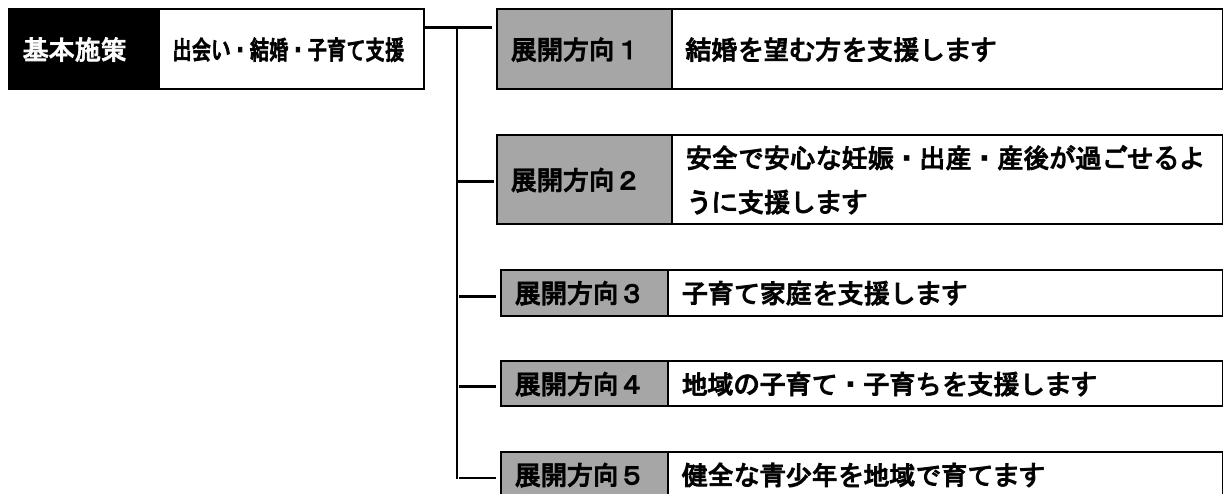 基本施策 出会い・結婚・子育て支援
展開方向１ 結婚を望む方を支援します
展開方向２ 安全で安心な妊娠・出産・産後が過ごせるよ
うに支援します
展開方向３ 子育て家庭を支援します
展開方向４ 地域の子育て・子育ちを支援します
展開方向５ 健全な青少年を地域で育てます